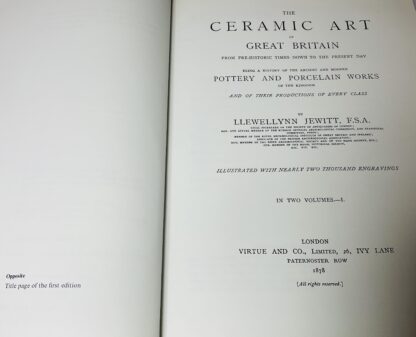 THE
CERAMIC ART
OF
GREAT BRITAIN
FROM PRE-HISTORIC TIMES DOWN TO THE PRESENT DAY
BEING A HISTORY OF THE ANCIENT AND MODERN
POTTERY AND PORCELAIN WORKS
OF THE KINGDOM
AND OF THEIR PRODUCTIONS OF EVERY CLASS
BY
LLEWELLYNN JEWITT, F.S.A.
ILLUSTRATED WITH NEARLY TWO THOUSAND ENGRAVINGS
IN TWO VOLUMES—I.
LONDON
VIRTUE AND CO., LIMITED, 26, IVY LANE
PATERNOSTER ROW
1878
[All rights reserved.]
Opposite
Title page of the first edition